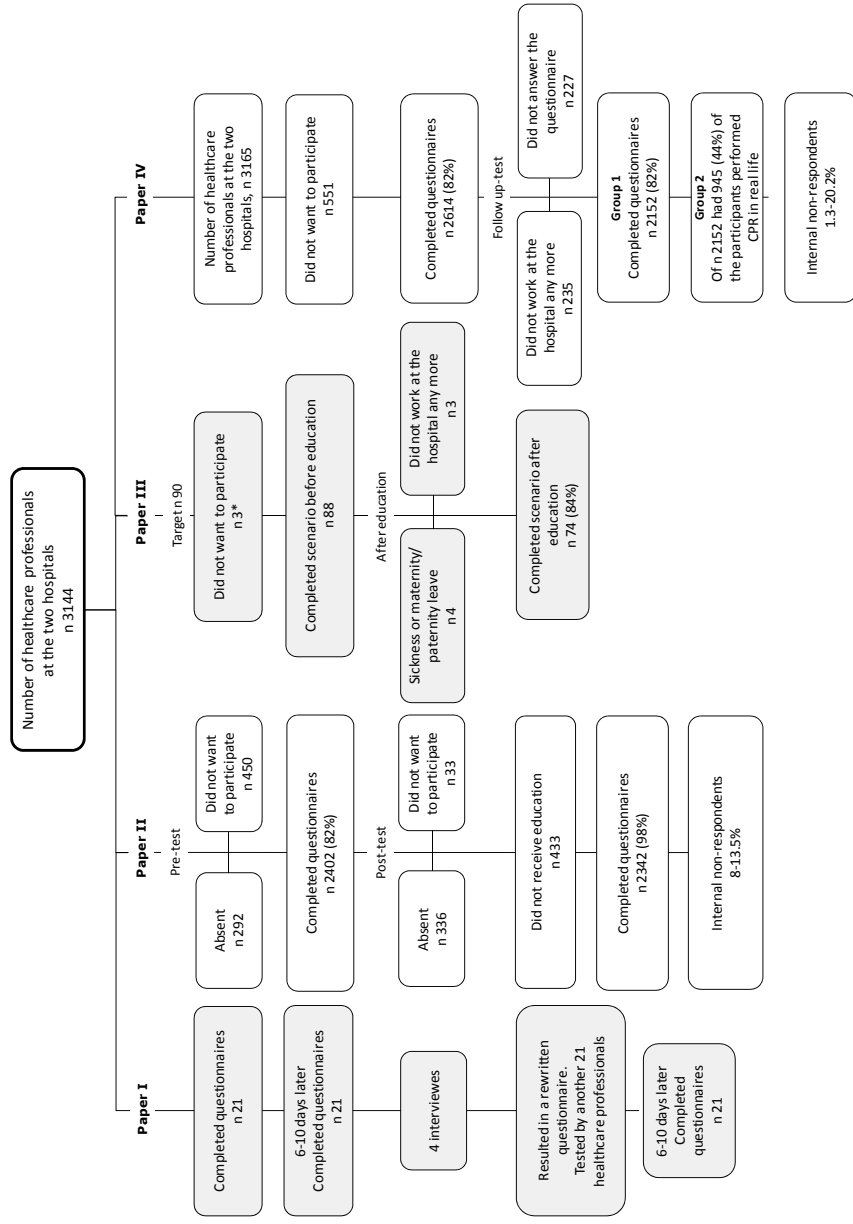 Number of healthcare professionals
at the two hospitals
n 3144
Paper I
Completed questionnaires
n 21
6-10 days later
Completed questionnaires
n 21
4 interviewes
Resulted in a rewritten
questionnaire.
Tested by another 21
healthcare professionals
6-10 days later
Completed
questionnaires
n 21
Paper II
Pre-test
Absent
n 292
Did not want
to participate
n 450
Completed questionnaires
n 2402 (82%)
Post-test
Absent
n 336
Did not want
to participate
n 33
Did not receive education
n 433
Completed questionnaires
n 2342 (98%)
Internal non-respondents
8-13.5%
Paper III
Target n 90
Did not want to participate
n 3*
Completed scenario before education
n 88
After education
Sickness or maternity/
paternity leave
n 4
Did not work at the
hospital any more
n 3
Completed scenario after
education
n 74 (84%)
Paper IV
Number of healthcare
professionals at the two
hospitals, n 3165
Did not want to participate
n 551
Completed questionnaires
n 2614 (82%)
Follow up-test
Did not work at the
hospital any more
n 235
Did not answer the
questionnaire
n 227
Group 1
Completed questionnaires
n 2152 (82%)
Group 2
Of n 2152 had 945 (44%) of
the participants performed
CPR in real life
Internal non-respondents
1.3-20.2%